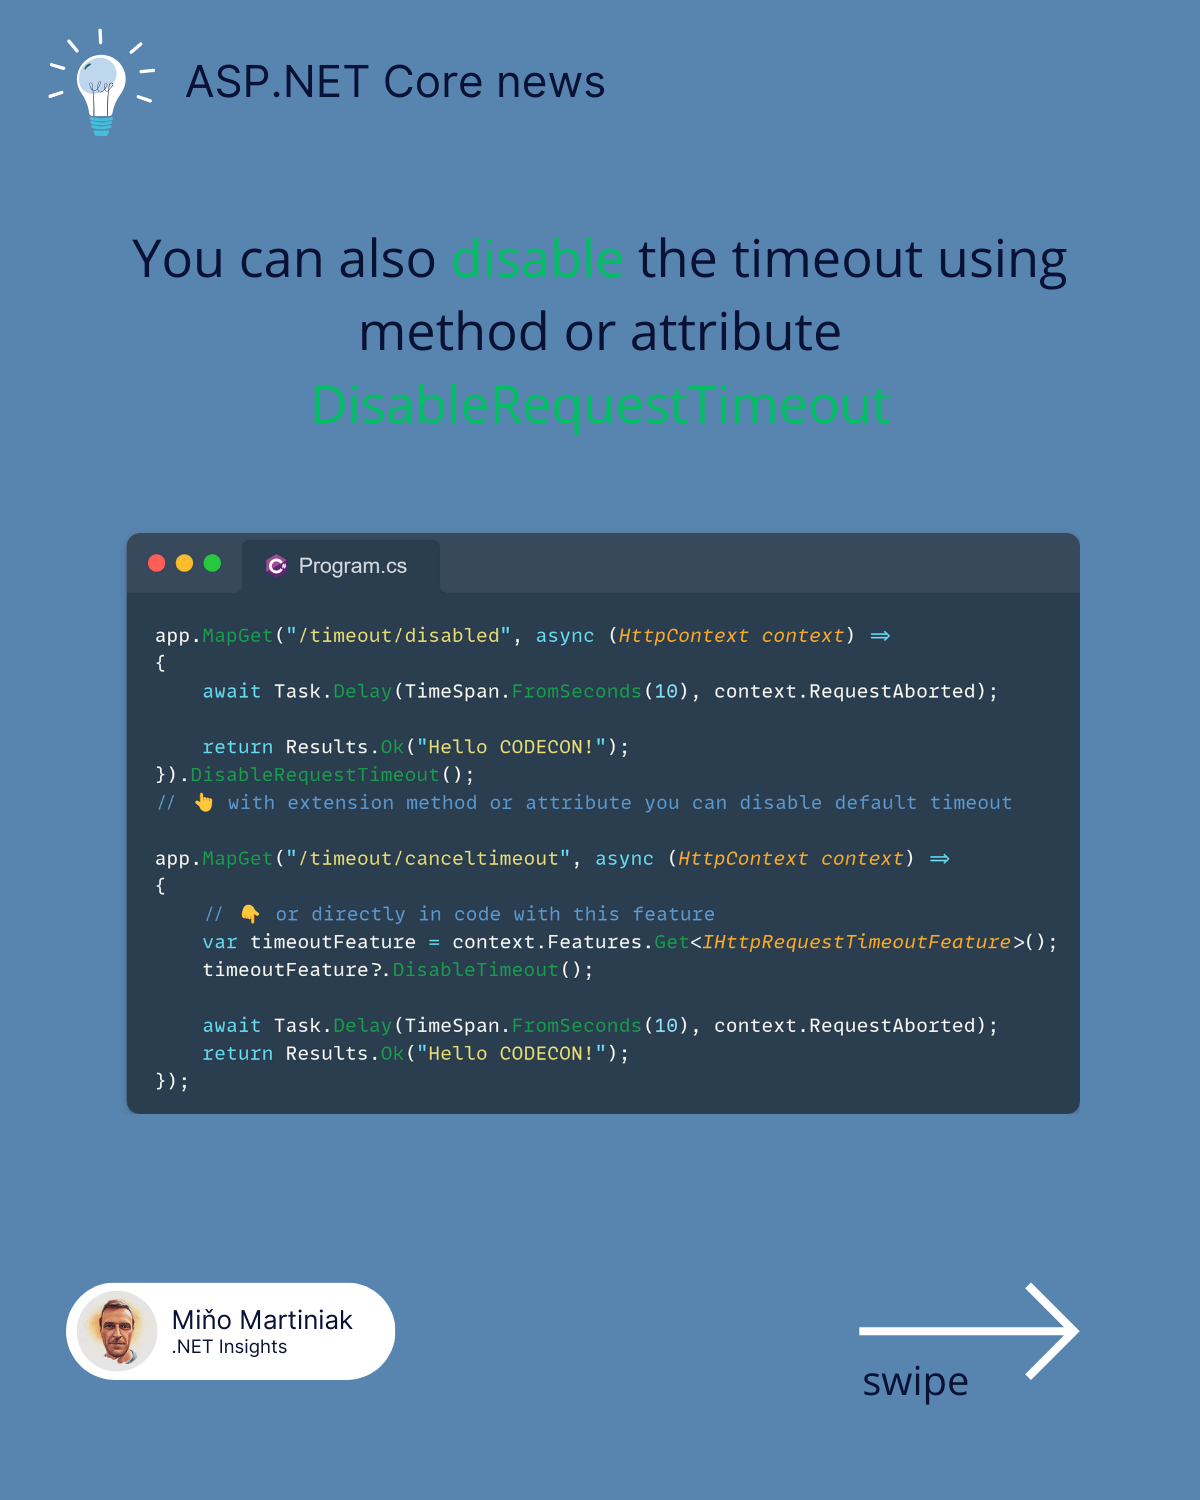 ASP.NET Core news
You can also disable the timeout using
method or attribute
DisableRequestTimeout
Program.cs
app.MapGet("/timeout/disabled", async (HttpContext context) =>
{
    await Task.Delay(TimeSpan.FromSeconds(10), context.RequestAborted);
    return Results.Ok("Hello CODECON!");
}).DisableRequestTimeout();
// 👆 with extension method or attribute you can disable default timeout
app.MapGet("/timeout/canceltimeout", async (HttpContext context) =>
{
    // 👇 or directly in code with this feature
    var timeoutFeature = context.Features.Get<IHttpRequestTimeoutFeature>();
    timeoutFeature?.DisableTimeout();
    await Task.Delay(TimeSpan.FromSeconds(10), context.RequestAborted);
    return Results.Ok("Hello CODECON!");
});
Miňo Martiniak
.NET Insights
swipe